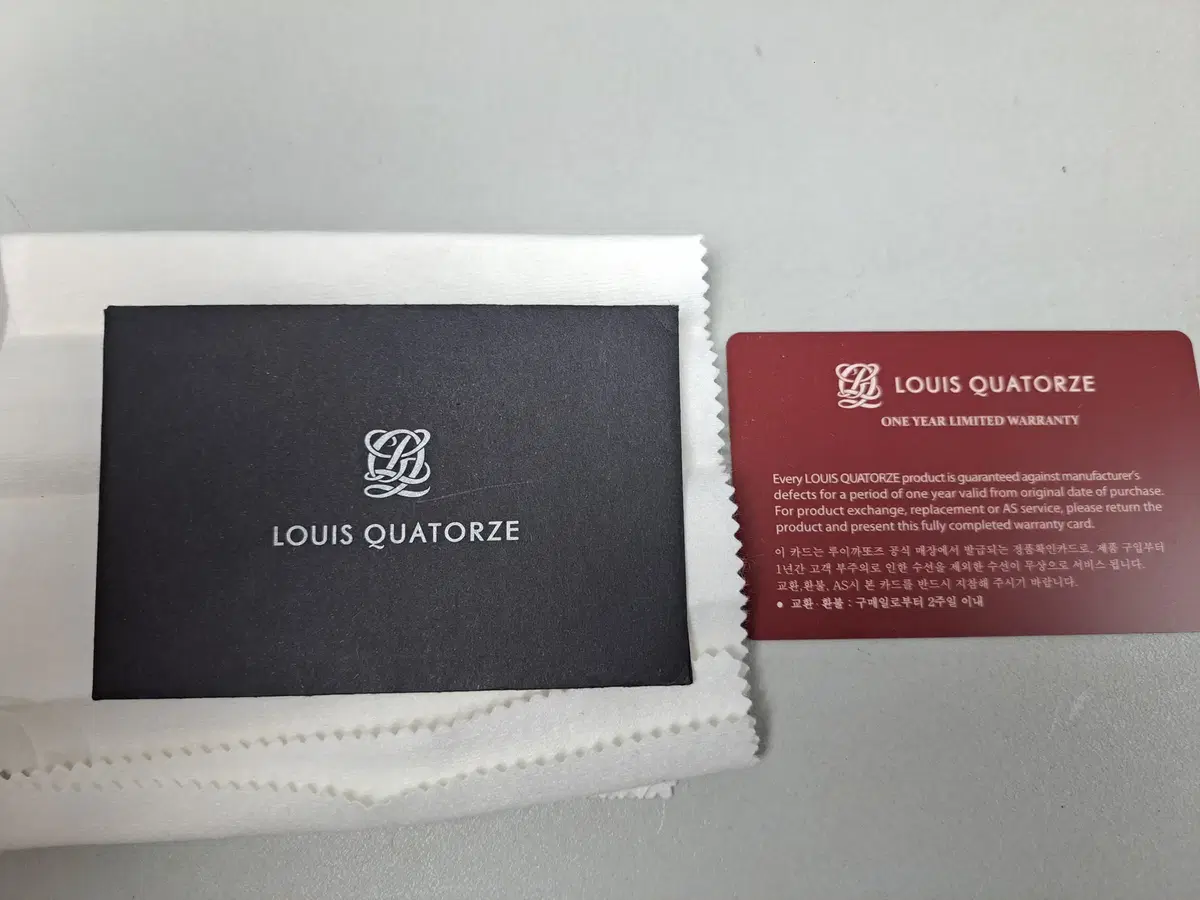 LOUIS QUATORZE
LOUIS QUATORZE
ONE YEAR LIMITED WARRANTY
Every LOUIS QUATORZE product is guaranteed against manufacturer's
defects for a period of one year valid from original date of purchase.
For product exchange, replacement or AS service, please return the
product and present this fully completed warranty card.
이 카드는 루이까또즈 공식 매장에서 발급되는 정품확인카드로, 제품 구입일부터
1년간 고객 부주의로 인한 수선을 제외한 수선이 무상으로 서비스 됩니다.
교환,환불, AS시 본 카드를 반드시 지참해 주시기 바랍니다.
● 교환·환불 : 구매일로부터 2주일 이내